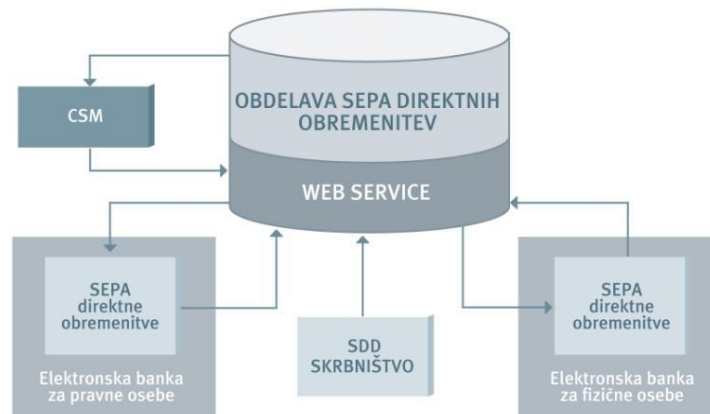 OBDELAVA SEPA DIREKTNIH
OBREMENITEV
CSM
WEB SERVICE
SEPA
direktne
obremenitve
Elektronska banka
za pravne osebe
SDD
SKRBNIŠTVO
SEPA
direktne
obremenitve
Elektronska banka
za fizične osebe